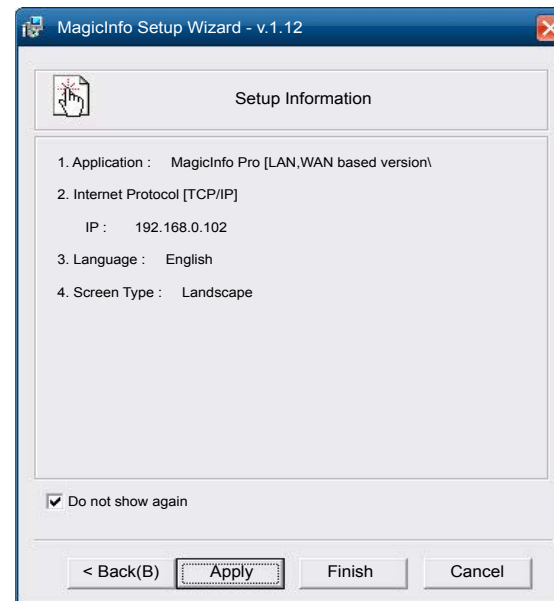 MagicInfo Setup Wizard - v.1.12
Setup Information
1. Application : MagicInfo Pro [LAN,WAN based version\
2. Internet Protocol [TCP/IP]
IP : 192.168.0.102
3. Language : English
4. Screen Type : Landscape
Do not show again
< Back(B) Apply Finish Cancel